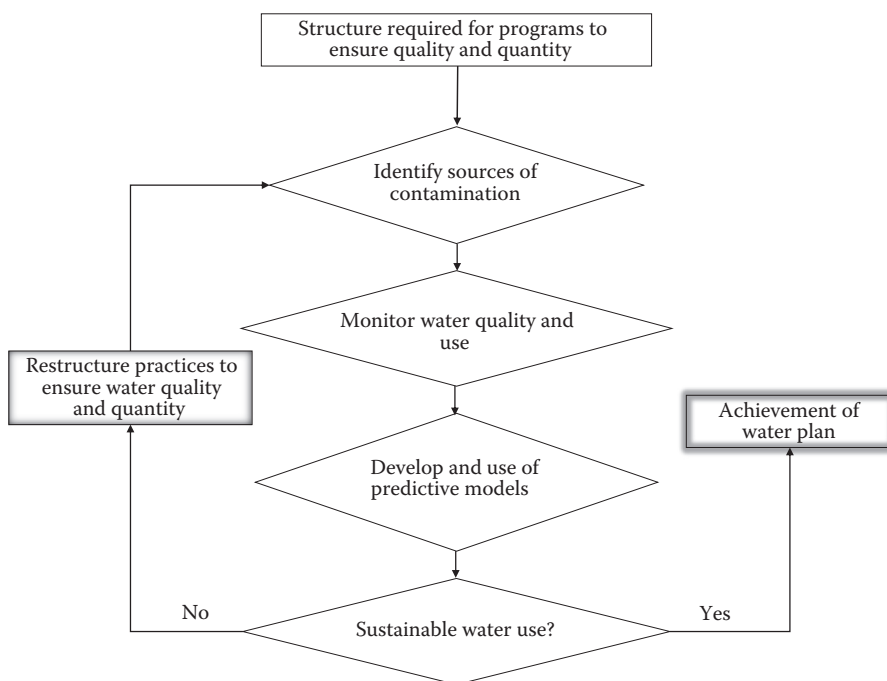 Structure required for programs to
ensure quality and quantity
Identify sources of
contamination
Monitor water quality and
use
Restructure practices to
ensure water quality
and quantity
Achievement of
water plan
Develop and use of
predictive models
No
Yes
Sustainable water use?